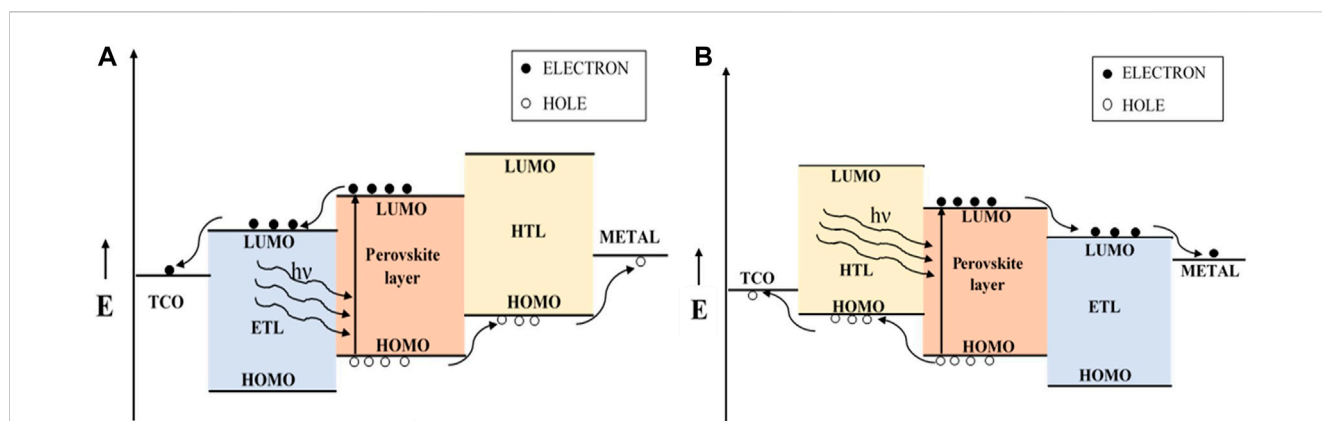 A
ELECTRON
HOLE
LUMO
LUMO
HTL
METAL
LUMO
Perovskite
layer
hν
E
TCO
ETL
HOMO
HOMO
HOMO
B
ELECTRON
HOLE
LUMO
hν
LUMO
LUMO
HTL
Perovskite
layer
METAL
TCO
E
HOMO
ETL
HOMO
HOMO